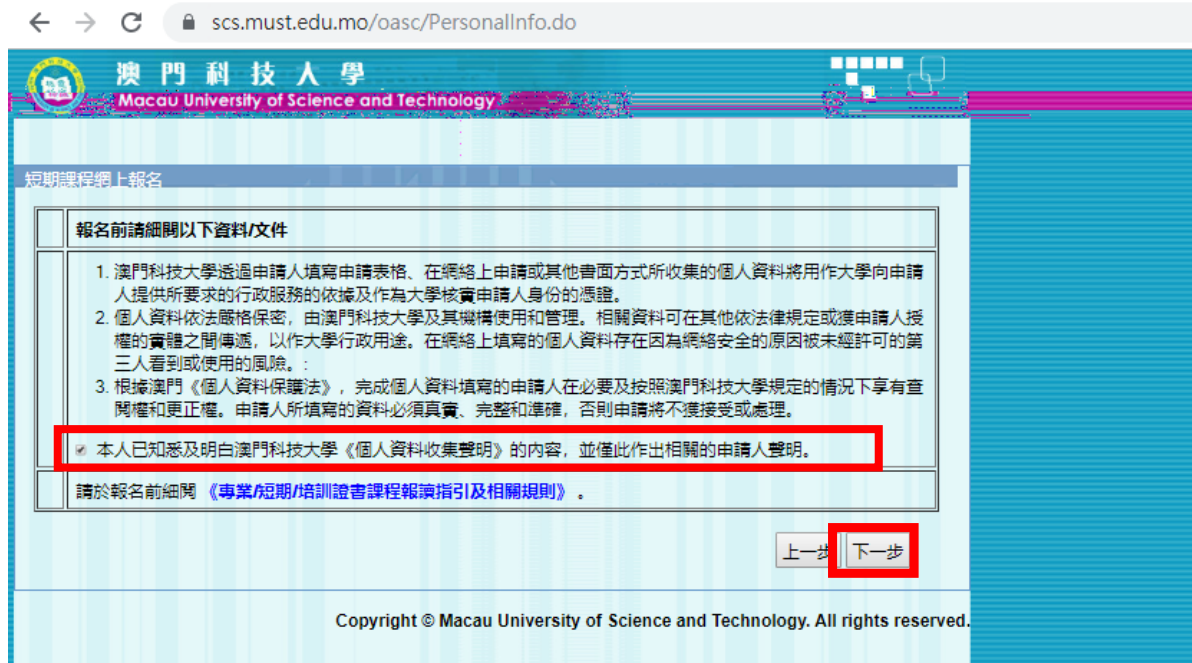 scs.must.edu.mo/oasc/PersonalInfo.do
澳門科技大學
Macau University of Science and Technology
短期課程網上報名
報名前請細閱以下資料/文件
1. 澳門科技大學透過申請人填寫申請表格、在網絡上申請或其他書面方式所收集的個人資料將用作大學向申請
人提供所要求的行政服務的依據及作為大學核實申請人身份的憑證。
2. 個人資料依法嚴格保密，由澳門科技大學及其機構使用和管理。相關資料可在其他依法律規定或獲申請人授
權的實體之間傳遞，以作大學行政用途。在網絡上填寫的個人資料存在因為網絡安全的原因被未經許可的第
三人看到或使用的風險。:
3. 根據澳門《個人資料保護法》，完成個人資料填寫的申請人在必要及按照澳門科技大學規定的情況下享有查
閱權和更正權。申請人所填寫的資料必須真實、完整和準確，否則申請將不獲接受或處理。
本人已知悉及明白澳門科技大學《個人資料收集聲明》的內容，並僅此作出相關的申請人聲明。
請於報名前細閱《專業/短期/培訓證書課程報讀指引及相關規則》。
上一步 下一步
Copyright © Macau University of Science and Technology. All rights reserved.